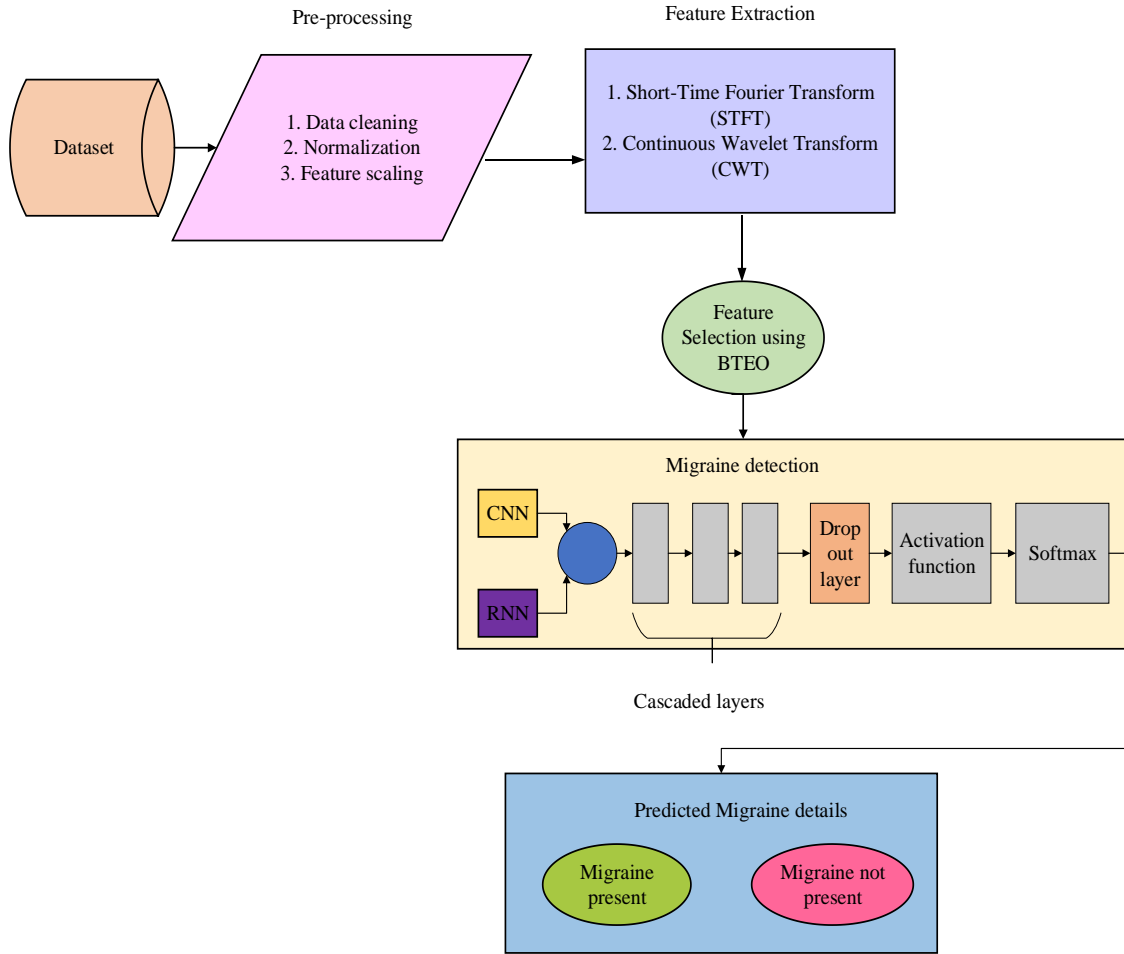 Pre-processing
Feature Extraction
Dataset
1. Data cleaning
2. Normalization
3. Feature scaling
1. Short-Time Fourier Transform
(STFT)
2. Continuous Wavelet Transform
(CWT)
Feature
Selection using
BTEO
Migraine detection
CNN
RNN
Drop
out
layer
Activation
function
Softmax
Cascaded layers
Predicted Migraine details
Migraine
present
Migraine not
present